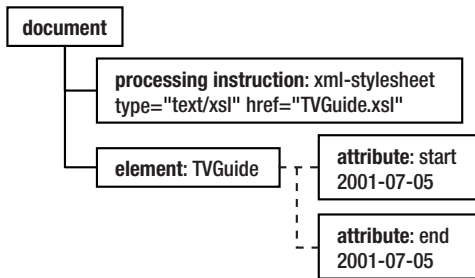 document
processing instruction: xml-stylesheet
type="text/xsl" href="TVGuide.xsl"
element: TVGuide
attribute: start
2001-07-05
attribute: end
2001-07-05